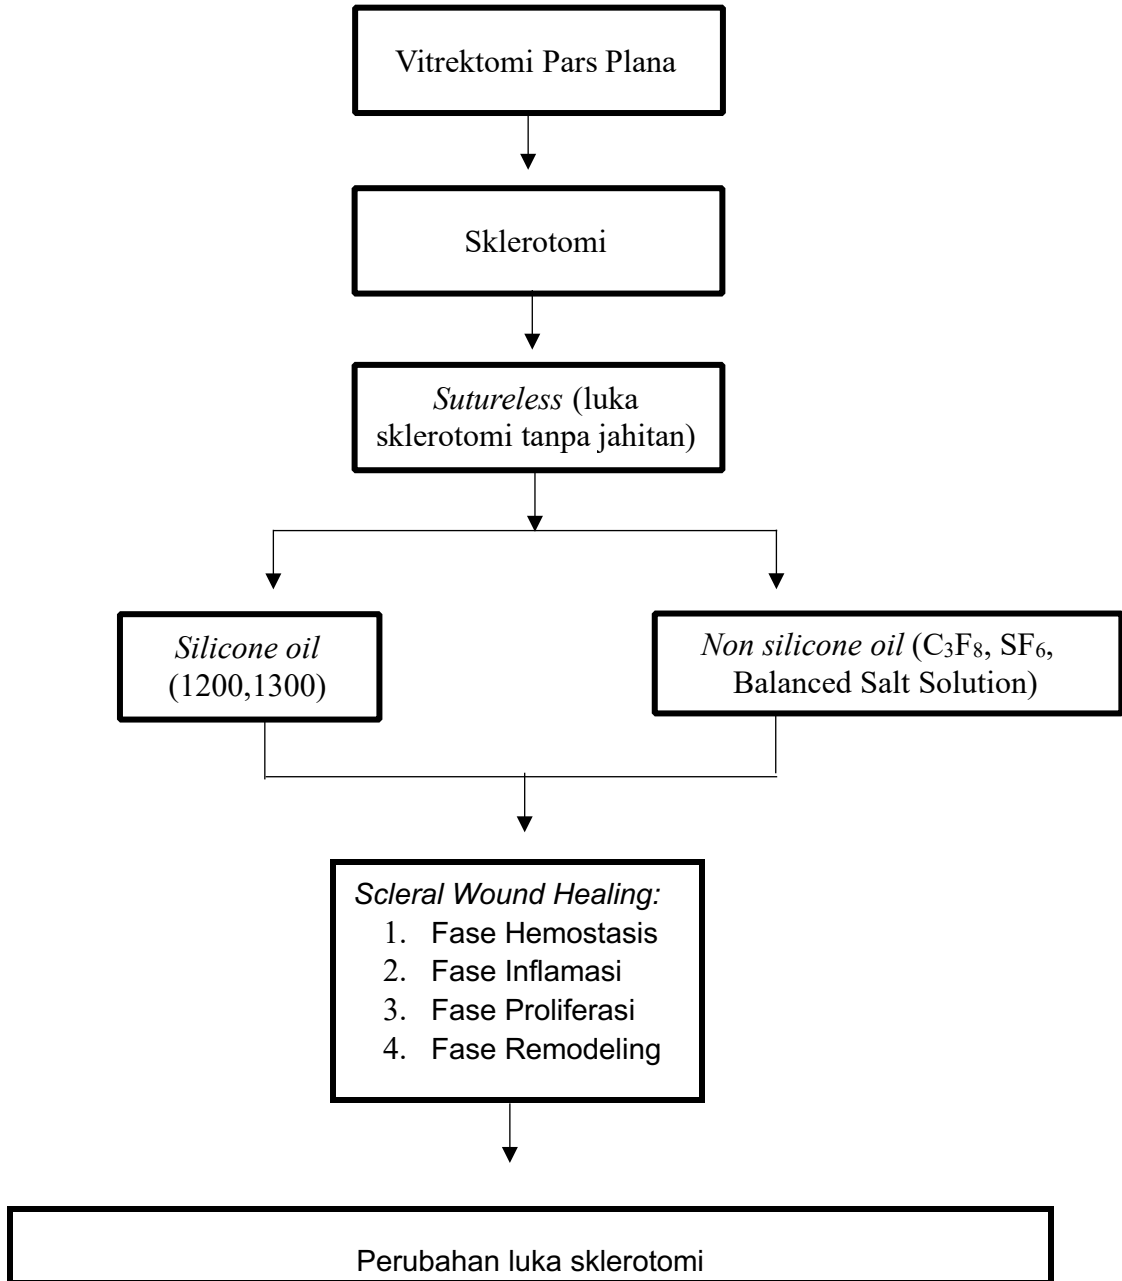 Vitrektomi Pars Plana
Sklerotomi
Sutureless (luka
sklerotomi tanpa jahitan)
Silicone oil
(1200,1300)
Non silicone oil (C₃F₈, SF₆,
Balanced Salt Solution)
Scleral Wound Healing:
1. Fase Hemostasis
2. Fase Inflamasi
3. Fase Proliferasi
4. Fase Remodeling
Perubahan luka sklerotomi